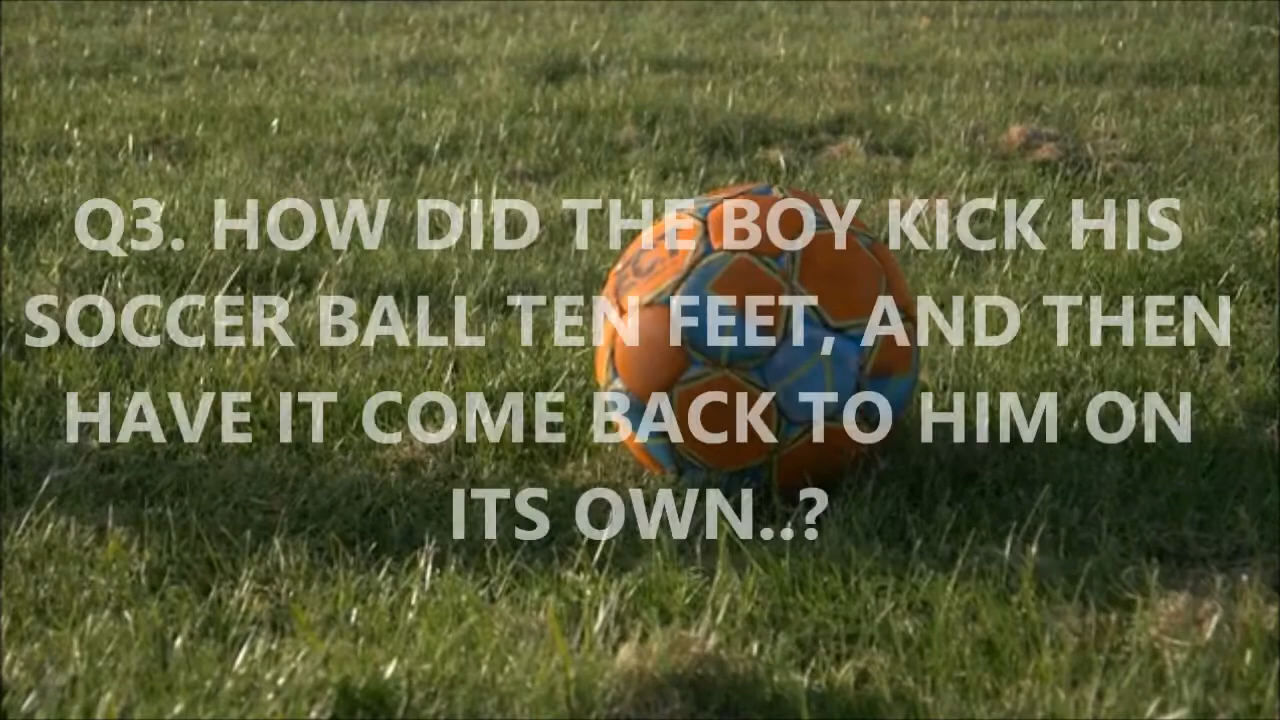 Q3. HOW DID THE BOY KICK HIS
SOCCER BALL TEN FEET, AND THEN
HAVE IT COME BACK TO HIM ON
ITS OWN..?